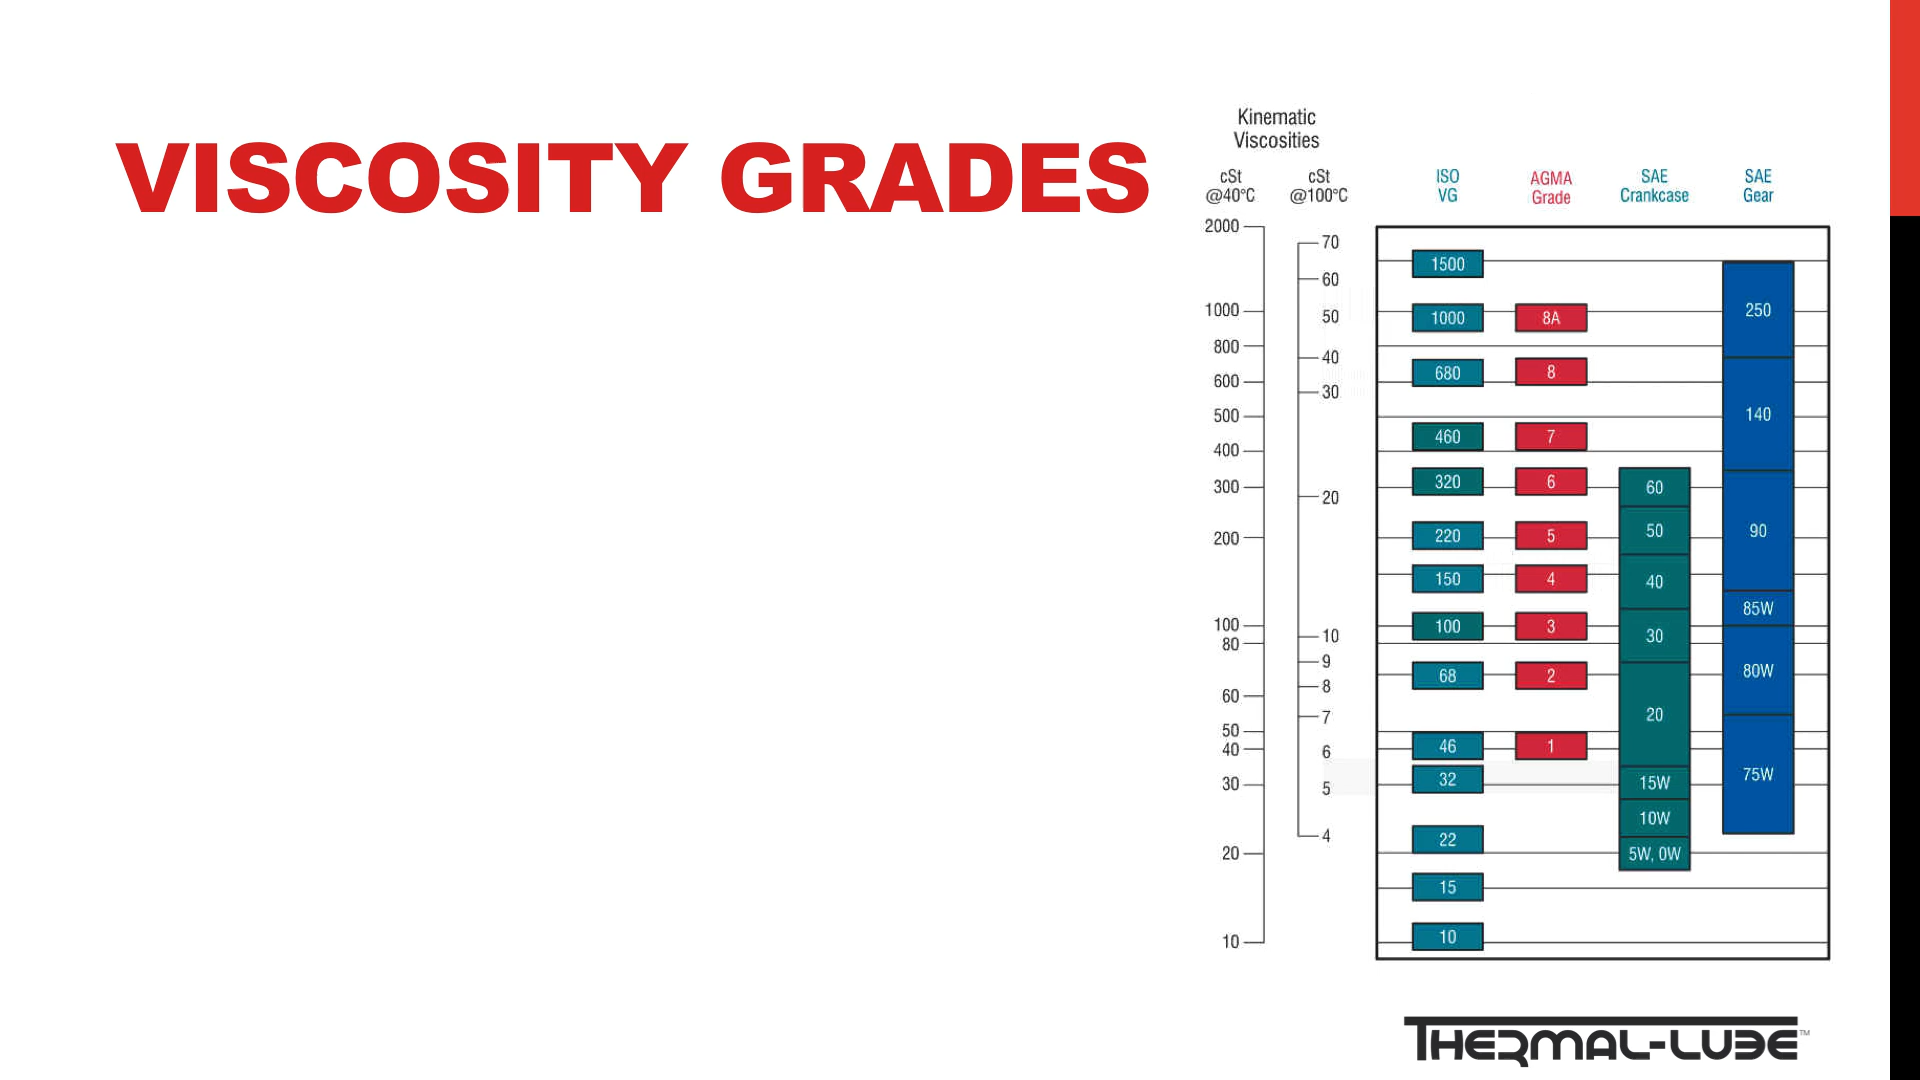 VISCOSITY GRADES
Kinematic
Viscosities
cSt
@40°C
cSt
@100°C
ISO
VG
AGMA
Grade
SAE
Crankcase
SAE
Gear
2000
1000
800
600
500
400
300
200
100
80
60
50
40
30
20
10
70
60
50
40
30
20
10
9
8
7
6
5
4
1500
1000
680
460
320
220
150
100
68
46
32
22
15
10
8A
8
7
6
5
4
3
2
1
60
50
40
30
20
15W
10W
5W, 0W
250
140
90
85W
80W
75W
THERMAL-LUBE™